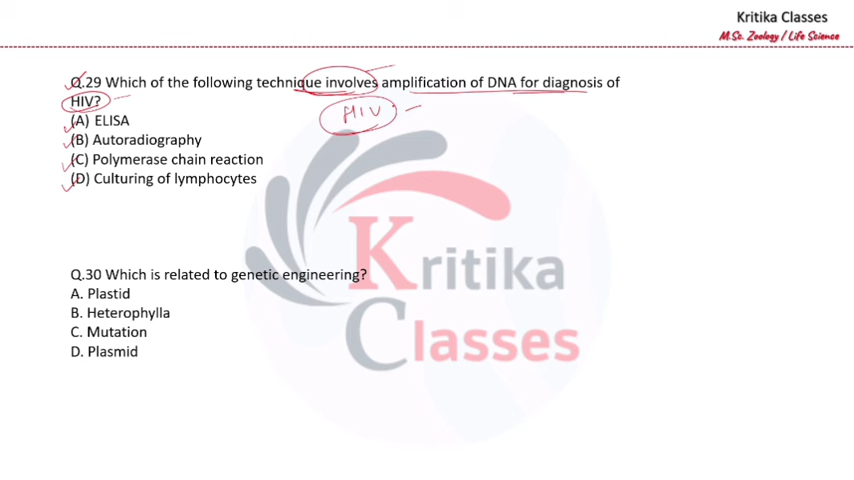 Kritika Classes
M.Sc. Zoology / Life Science
Q.29 Which of the following technique involves amplification of DNA for diagnosis of
HIV?
HIV
(A) ELISA
(B) Autoradiography
(C) Polymerase chain reaction
(D) Culturing of lymphocytes
Q.30 Which is related to genetic engineering?
A. Plastid
B. Heterophylla
C. Mutation
D. Plasmid
Kritika
Classes